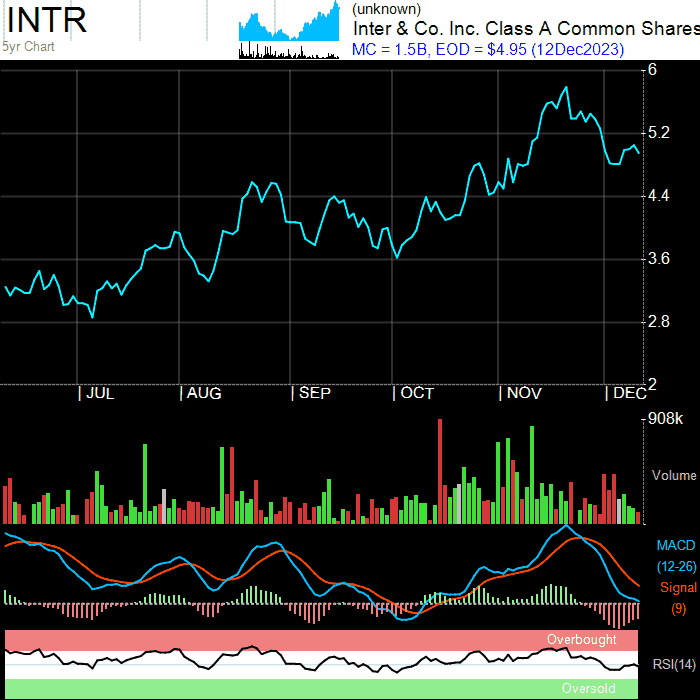 INTR
5yr Chart
(unknown)
Inter & Co. Inc. Class A Common Shares
MC = 1.5B, EOD = $4.95 (12Dec2023)
6
5.2
4.4
3.6
2.8
2
| JUL | AUG | SEP | OCT | NOV | DEC
908k
Volume
MACD
(12-26)
Signal
(9)
Overbought
RSI(14)
Oversold